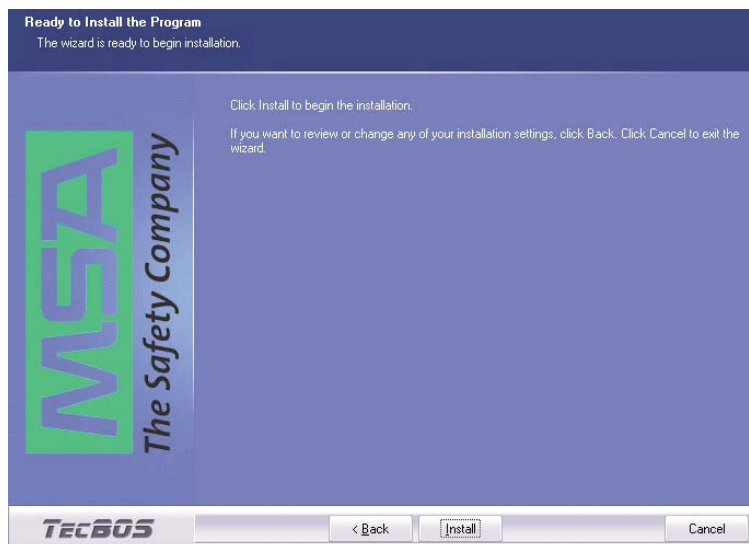 Ready to Install the Program
The wizard is ready to begin installation.
Click Install to begin the installation.
If you want to review or change any of your installation settings, click Back. Click Cancel to exit the
wizard.
MSA
The Safety Company
TECBOS
< Back
Install
Cancel